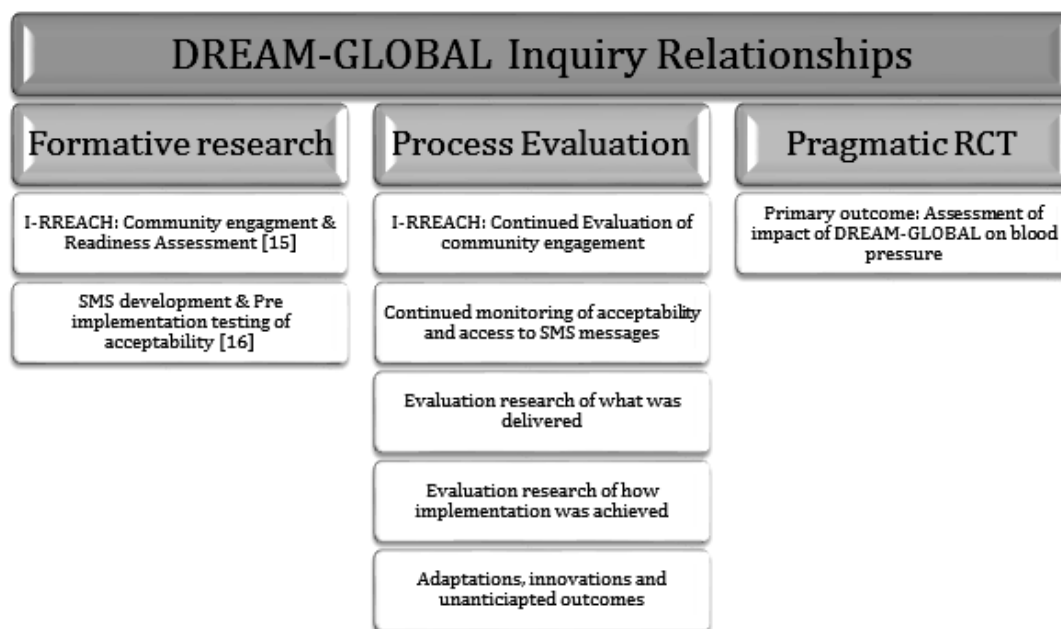 DREAM-GLOBAL Inquiry Relationships
Formative research
I-RREACH: Community engagment &
Readiness Assessment [15]
SMS development & Pre
implementation testing of
acceptability [16]
Process Evaluation
I-RREACH: Continued Evaluation of
community engagement
Continued monitoring of acceptability
and access to SMS messages
Evaluation research of what was
delivered
Evaluation research of how
implementation was achieved
Adaptations, innovations and
unanticiapted outcomes
Pragmatic RCT
Primary outcome: Assessment of
impact of DREAM-GLOBAL on blood
pressure